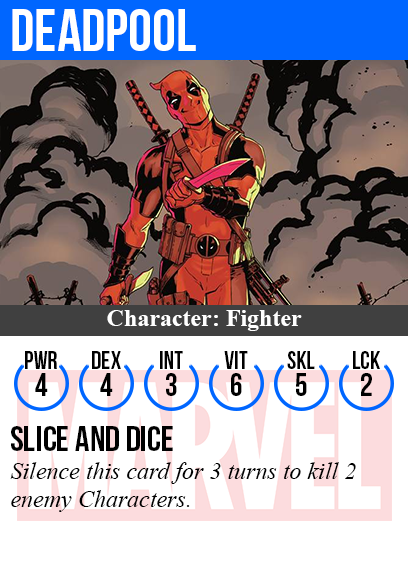 DEADPOOL
Character: Fighter
PWR DEX INT VIT SKL LCK
4 4 3 6 5 2
MARVEL
SLICE AND DICE
Silence this card for 3 turns to kill 2
enemy Characters.